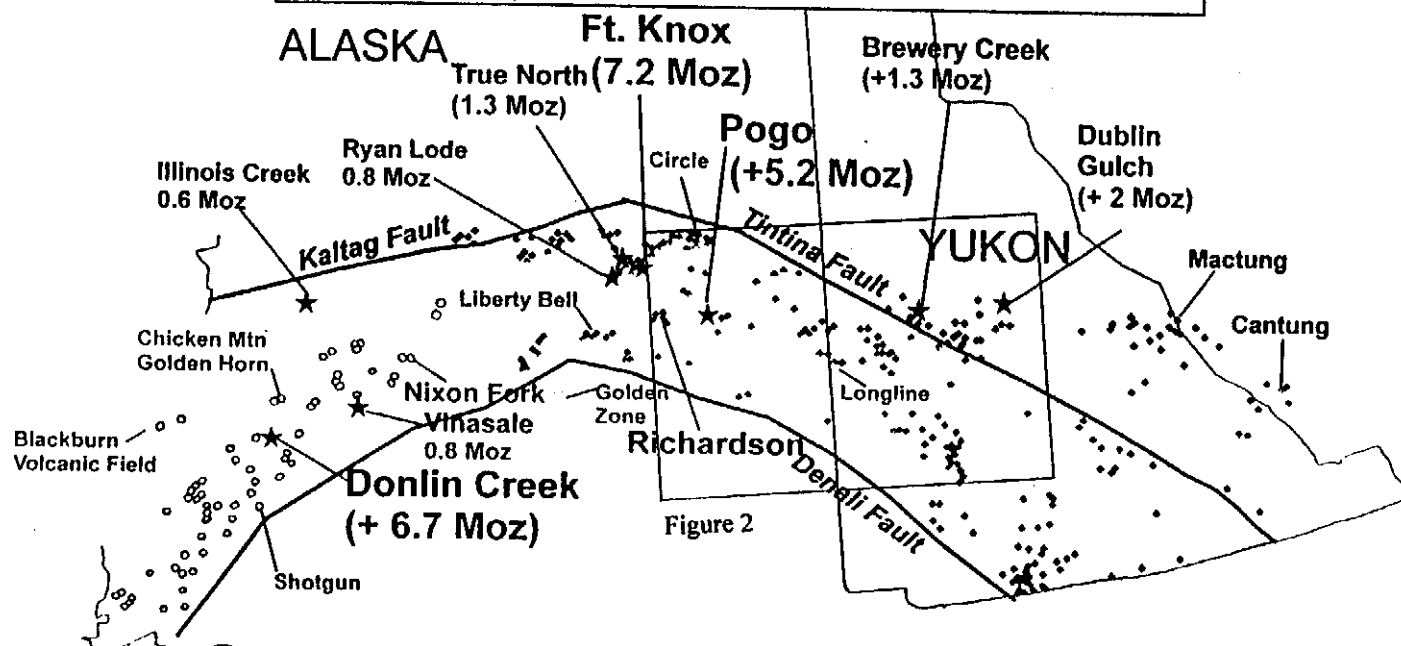 ALASKA
Ft. Knox
(7.2 Moz)
True North
(1.3 Moz)
Brewery Creek
(+1.3 Moz)
Pogo
(+5.2 Moz)
Dublin
Gulch
(+ 2 Moz)
Ryan Lode
0.8 Moz
Circle
Illinois Creek
0.6 Moz
Kaltag Fault
Tintina Fault
YUKON
Mactung
Liberty Bell
Cantung
Chicken Mtn
Golden Horn
Nixon Fork
Golden
Zone
Longline
Vinasale
0.8 Moz
Richardson
Blackburn
Volcanic Field
Donlin Creek
(+ 6.7 Moz)
Denali Fault
Figure 2
Shotgun